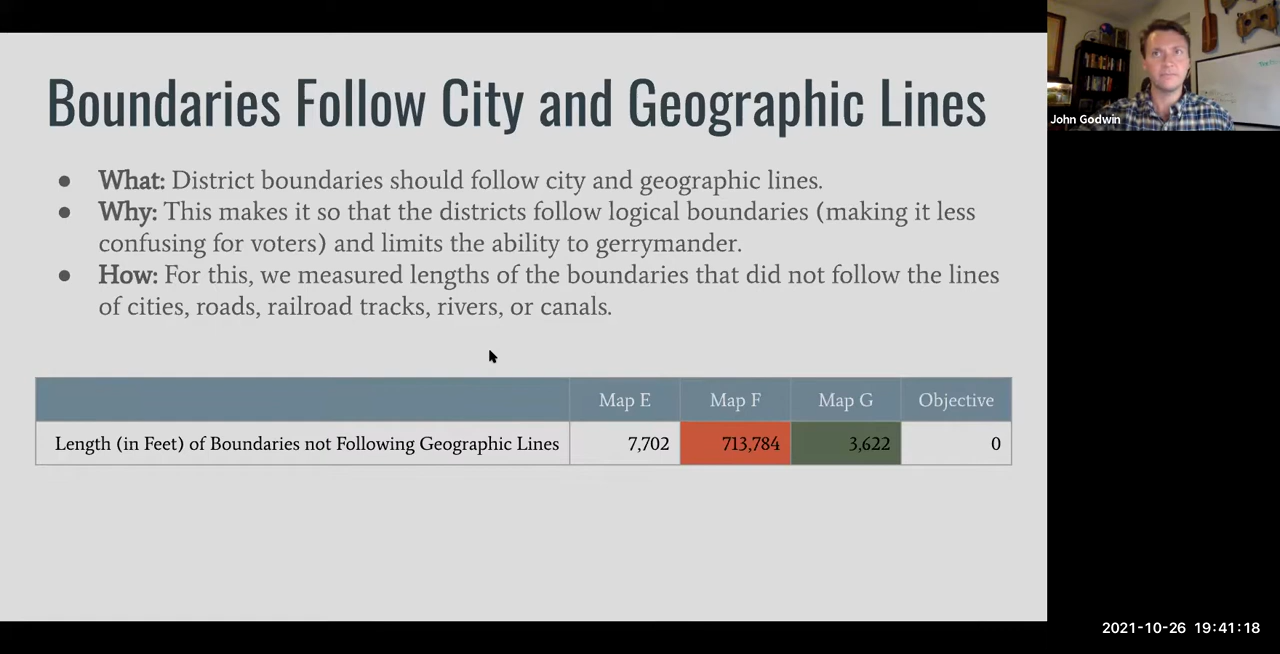 Boundaries Follow City and Geographic Lines
● What: District boundaries should follow city and geographic lines.
● Why: This makes it so that the districts follow logical boundaries (making it less
confusing for voters) and limits the ability to gerrymander.
● How: For this, we measured lengths of the boundaries that did not follow the lines
of cities, roads, railroad tracks, rivers, or canals.
Map E Map F Map G Objective
Length (in Feet) of Boundaries not Following Geographic Lines 7,702 713,784 3,622 0
John Godwin
2021-10-26 19:41:18